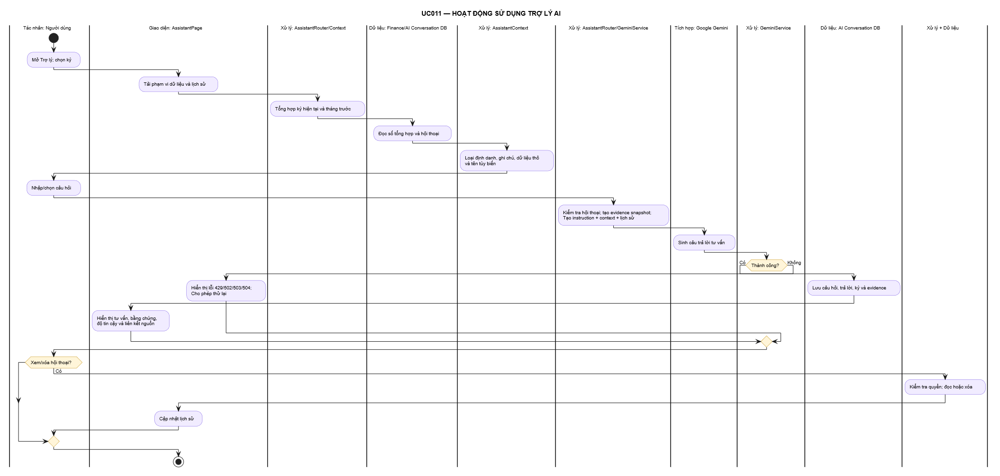 UC011 — HOẠT ĐỘNG SỬ DỤNG TRỢ LÝ AI
Tác nhân: Người dùng
Giao diện: AssistantPage
Xử lý: AssistantRouter/Context
Dữ liệu: Finance/AI Conversation DB
Xử lý: AssistantContext
Xử lý: AssistantRouter/GeminiService
Tích hợp: Google Gemini
Xử lý: GeminiService
Dữ liệu: AI Conversation DB
Xử lý + Dữ liệu
Mở Trợ lý; chọn kỳ
Tải phạm vi dữ liệu và lịch sử
Tổng hợp kỳ hiện tại và tháng trước
Đọc số tổng hợp và hội thoại
Loại định danh, ghi chú, dữ liệu thô
và tên tùy biến
Nhập/chọn câu hỏi
Kiểm tra hội thoại; tạo evidence snapshot;
Tạo instruction + context + lịch sử
Sinh câu trả lời tư vấn
Có
Thành công?
Không
Hiển thị lỗi 429/502/503/504;
Cho phép thử lại
Lưu câu hỏi, trả lời, kỳ và evidence
Hiển thị tư vấn, bằng chứng,
độ tin cậy và liên kết nguồn
Xem/xóa hội thoại?
Có
Kiểm tra quyền; đọc hoặc xóa
Cập nhật lịch sử